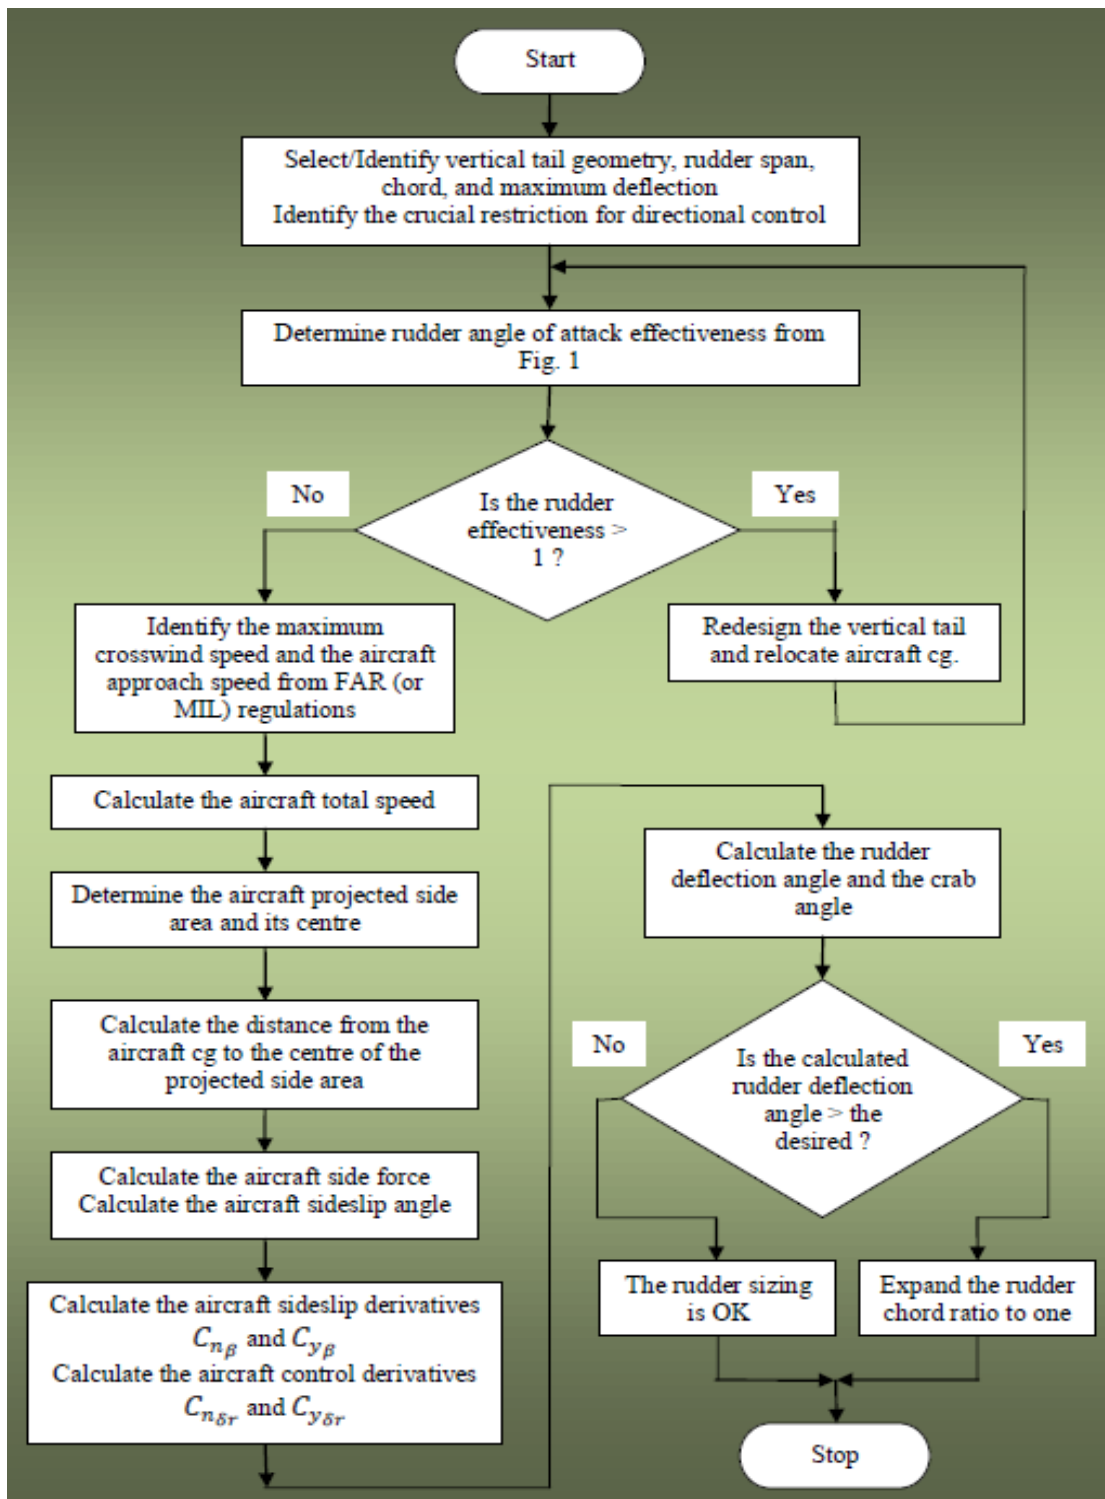 Start
Select/Identify vertical tail geometry, rudder span,
chord, and maximum deflection
Identify the crucial restriction for directional control
Determine rudder angle of attack effectiveness from
Fig. 1
No
Yes
Is the rudder
effectiveness >
1 ?
Identify the maximum
crosswind speed and the aircraft
approach speed from FAR (or
MIL) regulations
Redesign the vertical tail
and relocate aircraft cg.
Calculate the aircraft total speed
Determine the aircraft projected side
area and its centre
Calculate the distance from the
aircraft cg to the centre of the
projected side area
Calculate the aircraft side force
Calculate the aircraft sideslip angle
Calculate the aircraft sideslip derivatives
C_{n_β} and C_{y_β}
Calculate the aircraft control derivatives
C_{n_{δr}} and C_{y_{δr}}
Calculate the rudder
deflection angle and the crab
angle
No
Yes
Is the calculated
rudder deflection
angle > the
desired ?
The rudder sizing
is OK
Expand the rudder
chord ratio to one
Stop